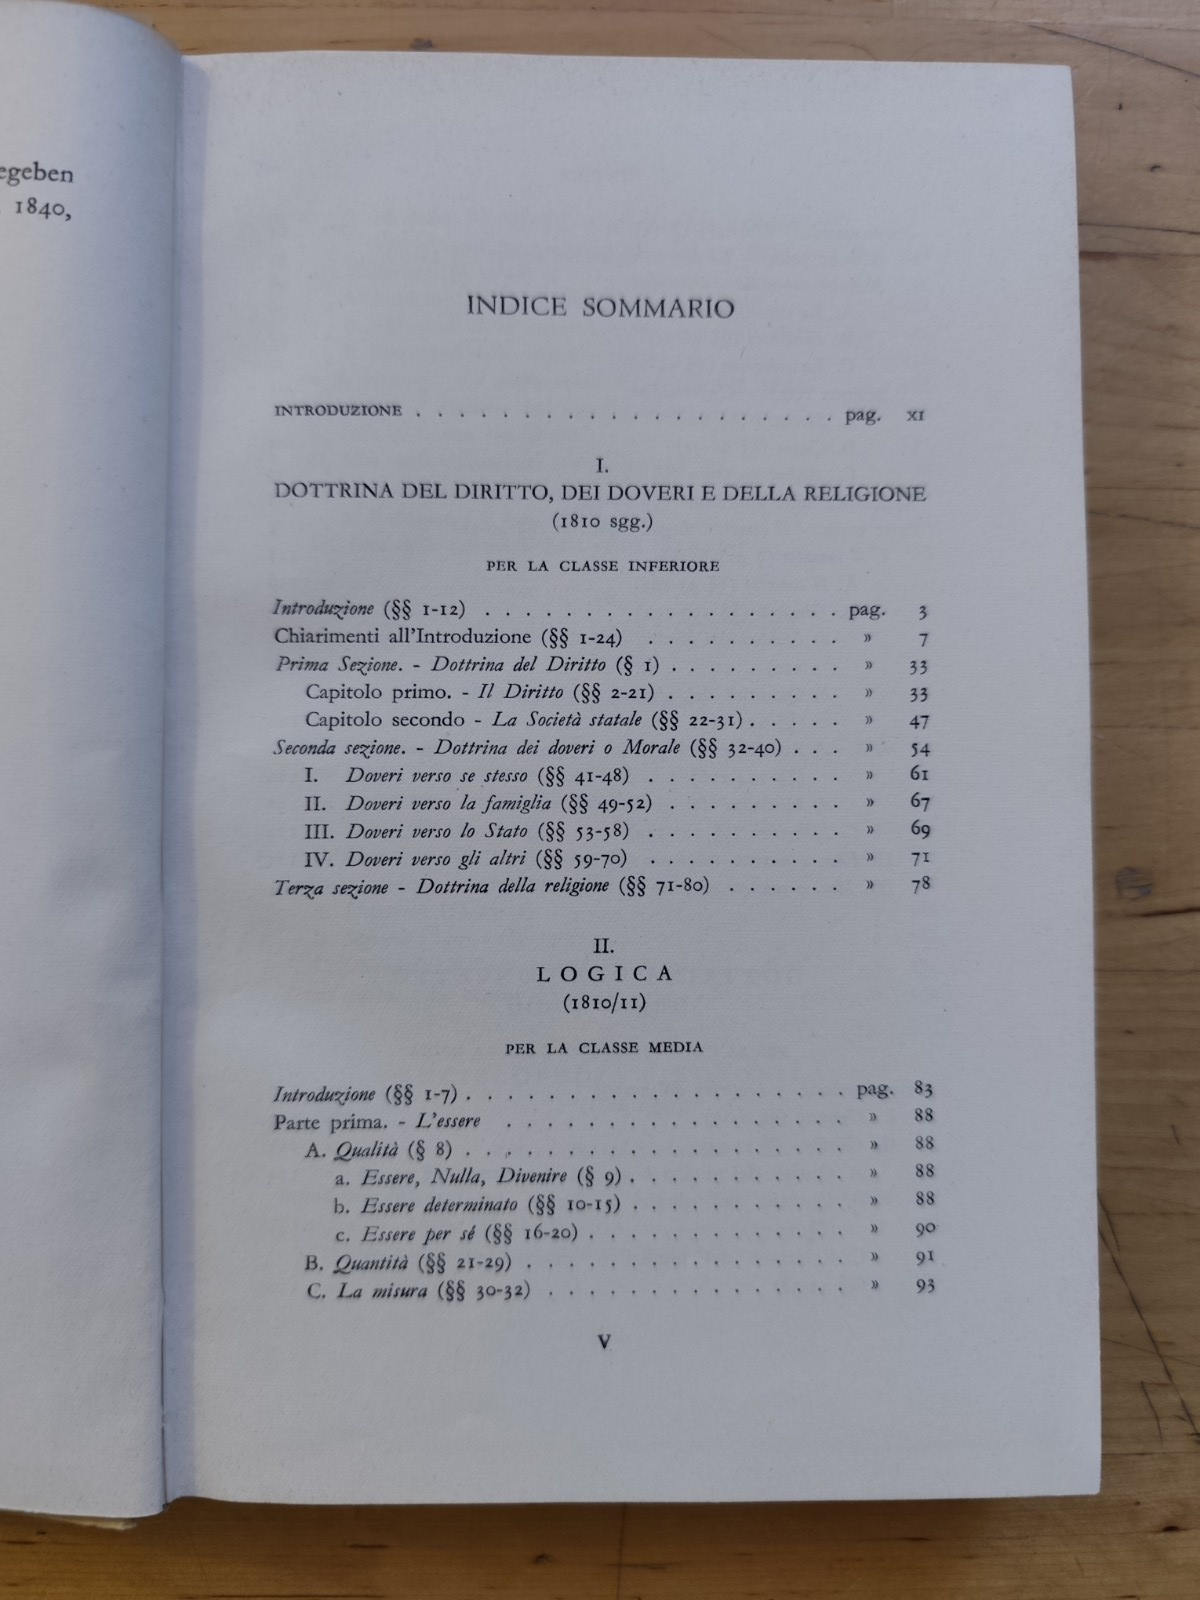 egeben
1840,
INDICE SOMMARIO
INTRODUZIONE . . . . . . . . . . . . . . . . . . . . pag. XI
I.
DOTTRINA DEL DIRITTO, DEI DOVERI E DELLA RELIGIONE
(1810 sgg.)
PER LA CLASSE INFERIORE
Introduzione (§§ 1-12) . . . . . . . . . . . . . . . . . . pag. 3
Chiarimenti all'Introduzione (§§ 1-24) . . . . . . . . . . » 7
Prima Sezione. - Dottrina del Diritto (§ 1) . . . . . . . . . » 33
Capitolo primo. - Il Diritto (§§ 2-21) . . . . . . . . . » 33
Capitolo secondo - La Società statale (§§ 22-31) . . . . . » 47
Seconda sezione. - Dottrina dei doveri o Morale (§§ 32-40) . . . » 54
I. Doveri verso se stesso (§§ 41-48) . . . . . . . . . . » 61
II. Doveri verso la famiglia (§§ 49-52) . . . . . . . . . » 67
III. Doveri verso lo Stato (§§ 53-58) . . . . . . . . . . » 69
IV. Doveri verso gli altri (§§ 59-70) . . . . . . . . . . » 71
Terza sezione - Dottrina della religione (§§ 71-80) . . . . . . » 78
II.
LOGICA
(1810/11)
PER LA CLASSE MEDIA
Introduzione (§§ 1-7) . . . . . . . . . . . . . . . . . . . pag. 83
Parte prima. - L'essere . . . . . . . . . . . . . . . . . » 88
A. Qualità (§ 8) . . . . . . . . . . . . . . . . . . . » 88
a. Essere, Nulla, Divenire (§ 9) . . . . . . . . . . . » 88
b. Essere determinato (§§ 10-15) . . . . . . . . . . . » 88
c. Essere per sé (§§ 16-20) . . . . . . . . . . . . . » 90
B. Quantità (§§ 21-29) . . . . . . . . . . . . . . . . » 91
C. La misura (§§ 30-32) . . . . . . . . . . . . . . . » 93
V